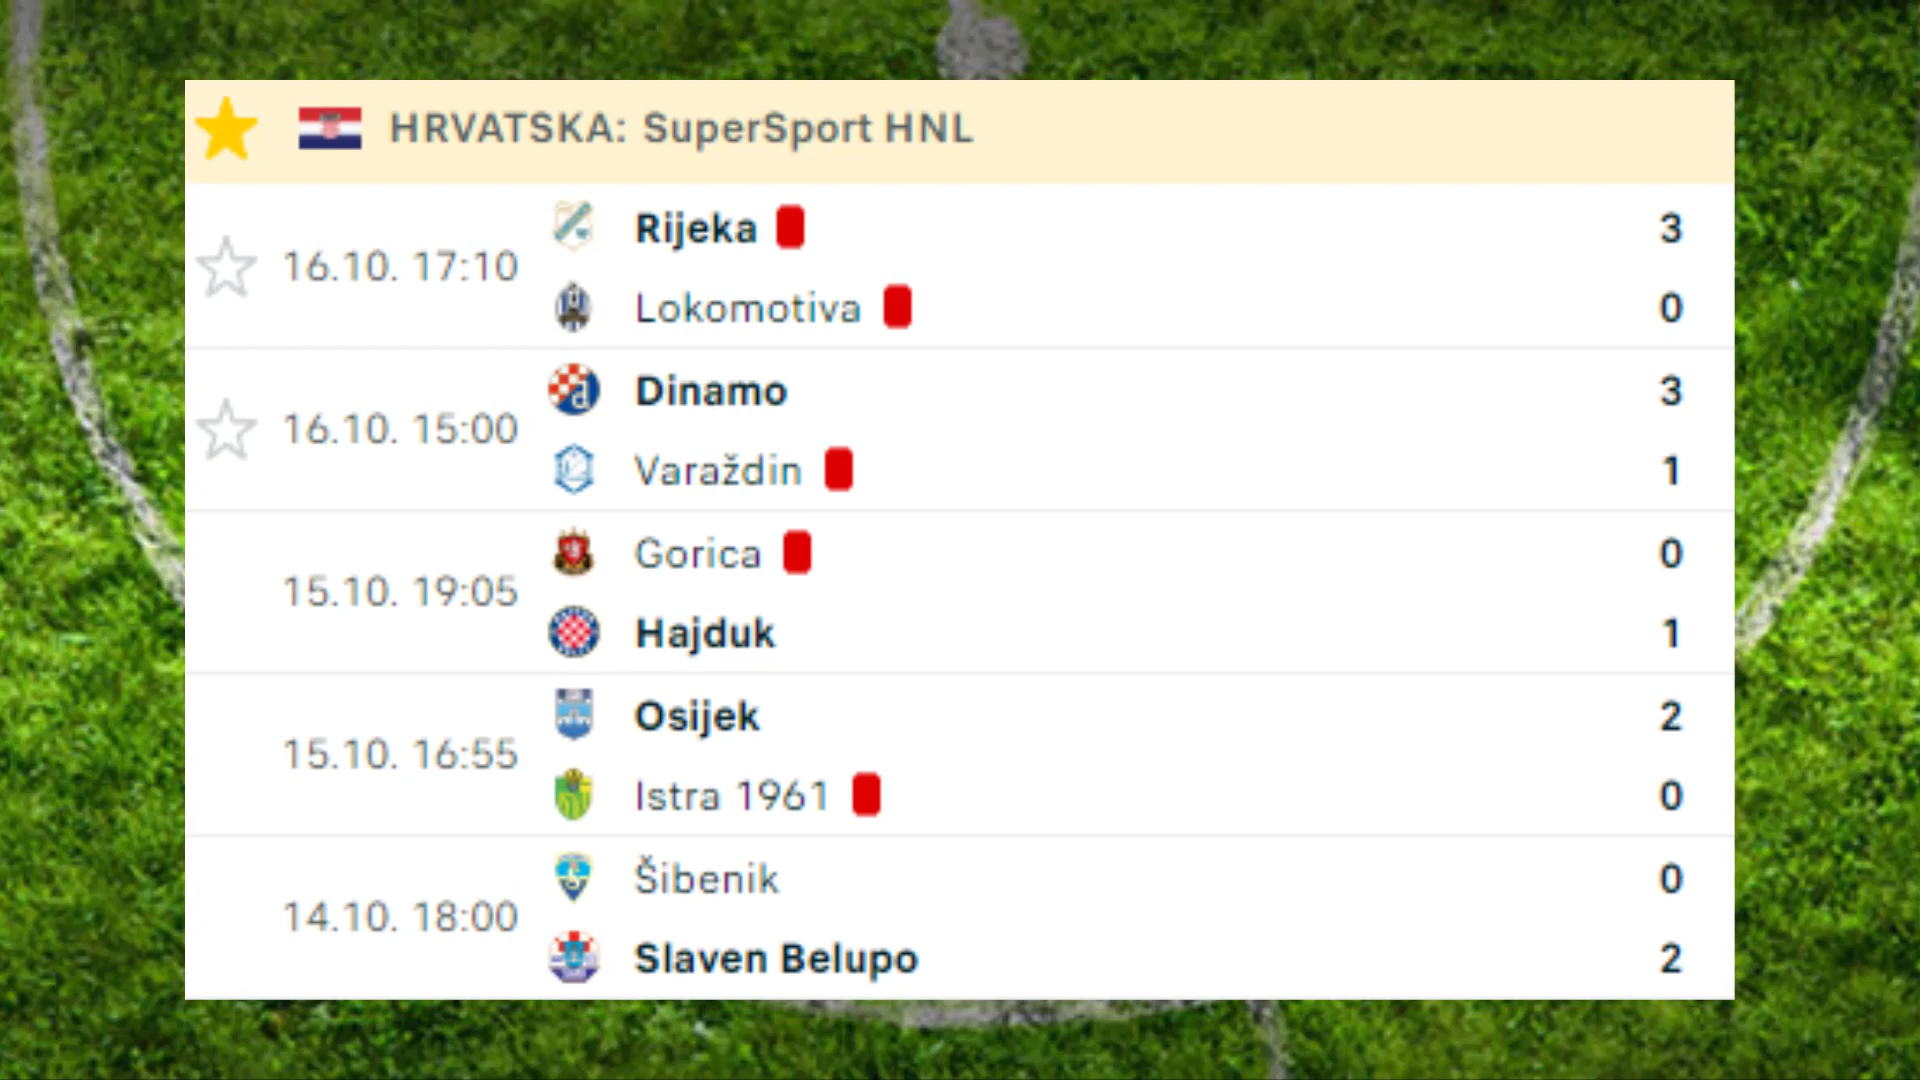 HRVATSKA: SuperSport HNL
16.10. 17:10
Rijeka 3
Lokomotiva 0
16.10. 15:00
Dinamo 3
Varaždin 1
15.10. 19:05
Gorica 0
Hajduk 1
15.10. 16:55
Osijek 2
Istra 1961 0
14.10. 18:00
Šibenik 0
Slaven Belupo 2